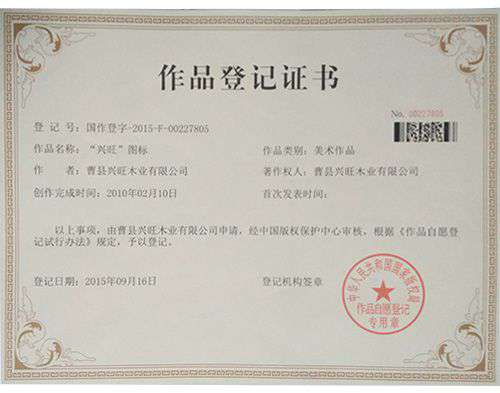 作品登记证书
No. 00227805
登 记 号：国作登字-2015-F-00227805
作品名称：“兴旺”图标
作品类别：美术作品
作 者：曹县兴旺木业有限公司
著作权人：曹县兴旺木业有限公司
创作完成时间：2010年02月10日
首次发表时间：
以上事项，由曹县兴旺木业有限公司申请，经中国版权保护中心审核，根据《作品自愿登
记试行办法》规定，予以登记。
登记日期：2015年09月16日
登记机构签章
中华人民共和国国家版权局
作品自愿登记
专用章